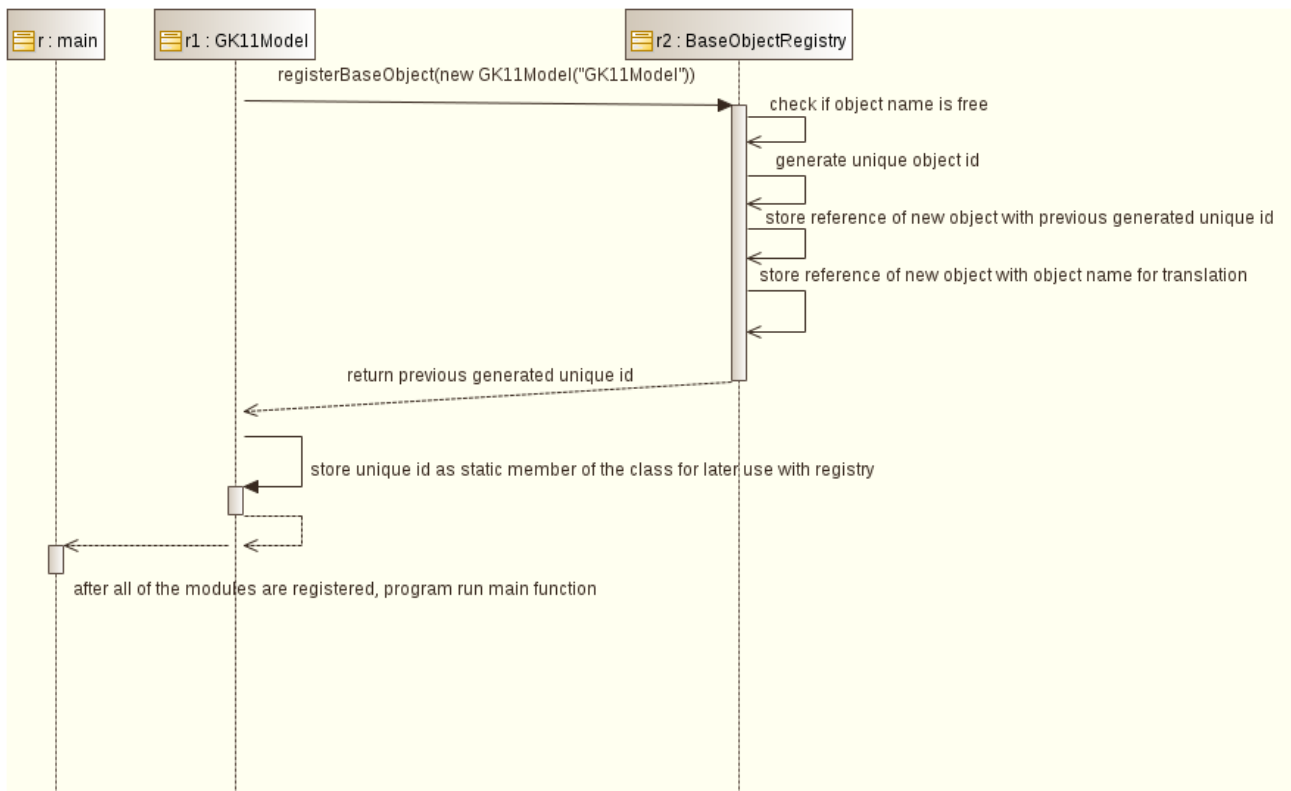 r : main
r1 : GK11Model
r2 : BaseObjectRegistry
registerBaseObject(new GK11Model("GK11Model"))
check if object name is free
generate unique object id
store reference of new object with previous generated unique id
store reference of new object with object name for translation
return previous generated unique id
store unique id as static member of the class for later use with registry
after all of the modules are registered, program run main function